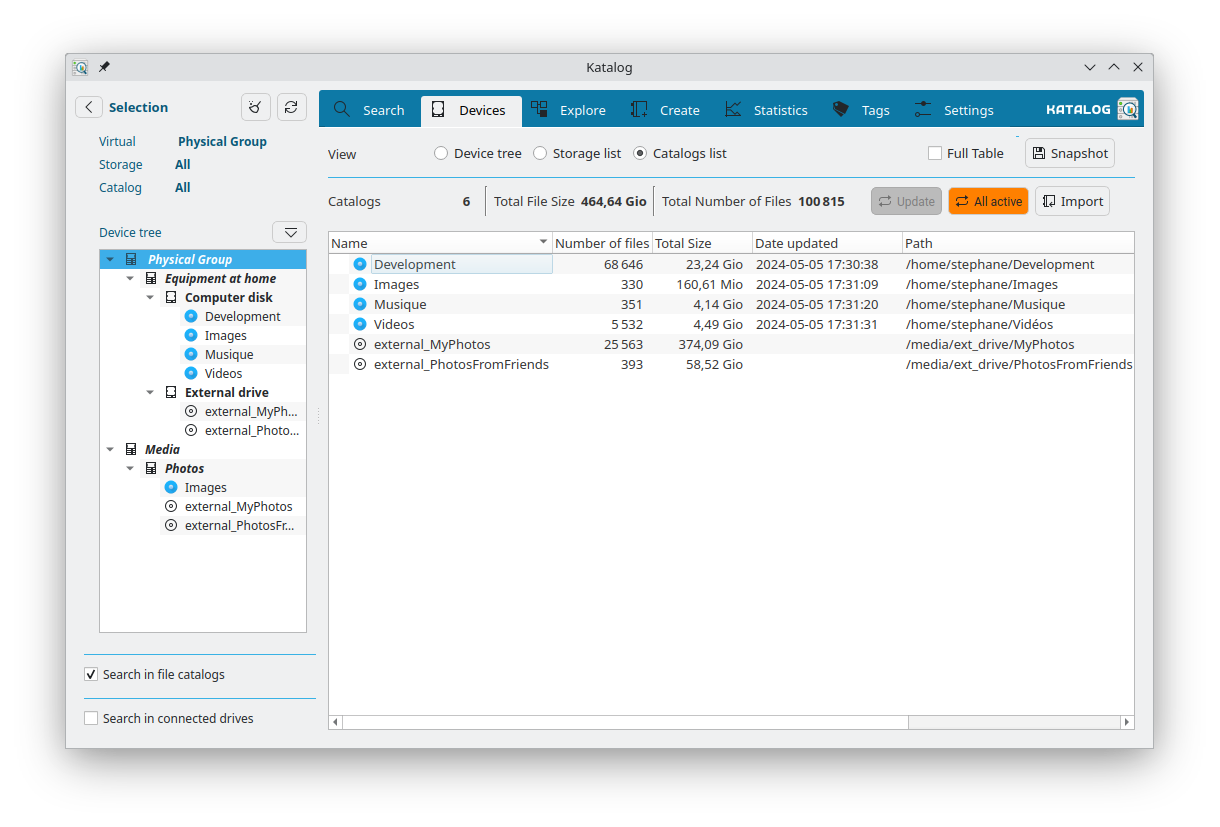 Katalog
Selection
Virtual Physical Group
Storage All
Catalog All
Device tree
Physical Group
Equipment at home
Computer disk
Development
Images
Musique
Videos
External drive
external_MyPh...
external_Photo...
Media
Photos
Images
external_MyPhotos
external_PhotosFr...
Search in file catalogs
Search in connected drives
Search Devices Explore Create Statistics Tags Settings KATALOG
View Device tree Storage list Catalogs list Full Table Snapshot
Catalogs 6 Total File Size 464,64 Gio Total Number of Files 100 815 Update All active Import
Name Number of files Total Size Date updated Path
Development 68 646 23,24 Gio 2024-05-05 17:30:38 /home/stephane/Development
Images 330 160,61 Mio 2024-05-05 17:31:09 /home/stephane/Images
Musique 351 4,14 Gio 2024-05-05 17:31:20 /home/stephane/Musique
Videos 5 532 4,49 Gio 2024-05-05 17:31:31 /home/stephane/Vidéos
external_MyPhotos 25 563 374,09 Gio /media/ext_drive/MyPhotos
external_PhotosFromFriends 393 58,52 Gio /media/ext_drive/PhotosFromFriends